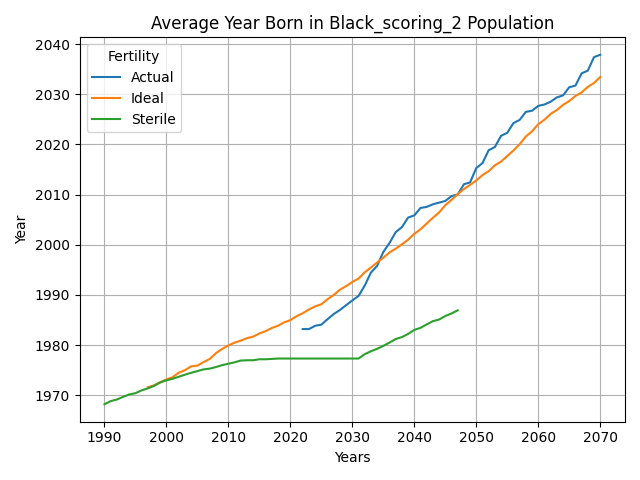 Average Year Born in Black_scoring_2 Population
Fertility
Actual
Ideal
Sterile
Year
2040
2030
2020
2010
2000
1990
1980
1970
1990 2000 2010 2020 2030 2040 2050 2060 2070
Years